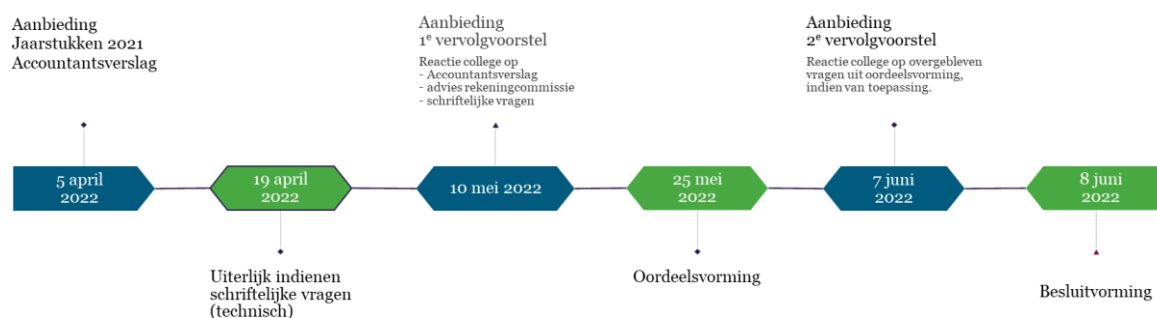 Aanbieding
Jaarstukken 2021
Accountantsverslag
Aanbieding
1e vervolgvoorstel
Reactie college op
- Accountantsverslag
- advies rekeningcommissie
- schriftelijke vragen
Aanbieding
2e vervolgvoorstel
Reactie college op overgebleven
vragen uit oordeelsvorming,
indien van toepassing.
5 april
2022
19 april
2022
10 mei 2022
25 mei
2022
7 juni
2022
8 juni
2022
Uiterlijk indienen
schriftelijke vragen
(technisch)
Oordeelsvorming
Besluitvorming